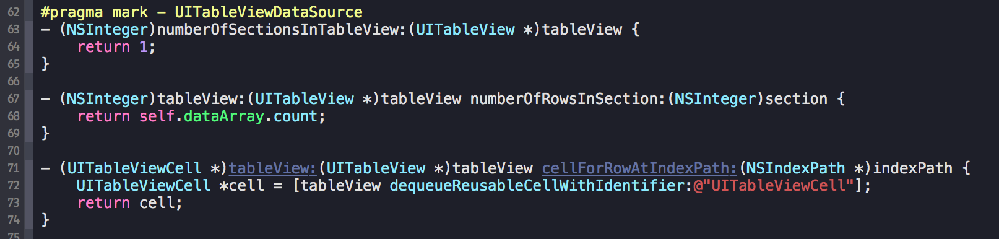 62 #pragma mark - UITableViewDataSource
63 - (NSInteger)numberOfSectionsInTableView:(UITableView *)tableView {
64     return 1;
65 }
66
67 - (NSInteger)tableView:(UITableView *)tableView numberOfRowsInSection:(NSInteger)section {
68     return self.dataArray.count;
69 }
70
71 - (UITableViewCell *)tableView:(UITableView *)tableView cellForRowAtIndexPath:(NSIndexPath *)indexPath {
72     UITableViewCell *cell = [tableView dequeueReusableCellWithIdentifier:@"UITableViewCell"];
73     return cell;
74 }
75